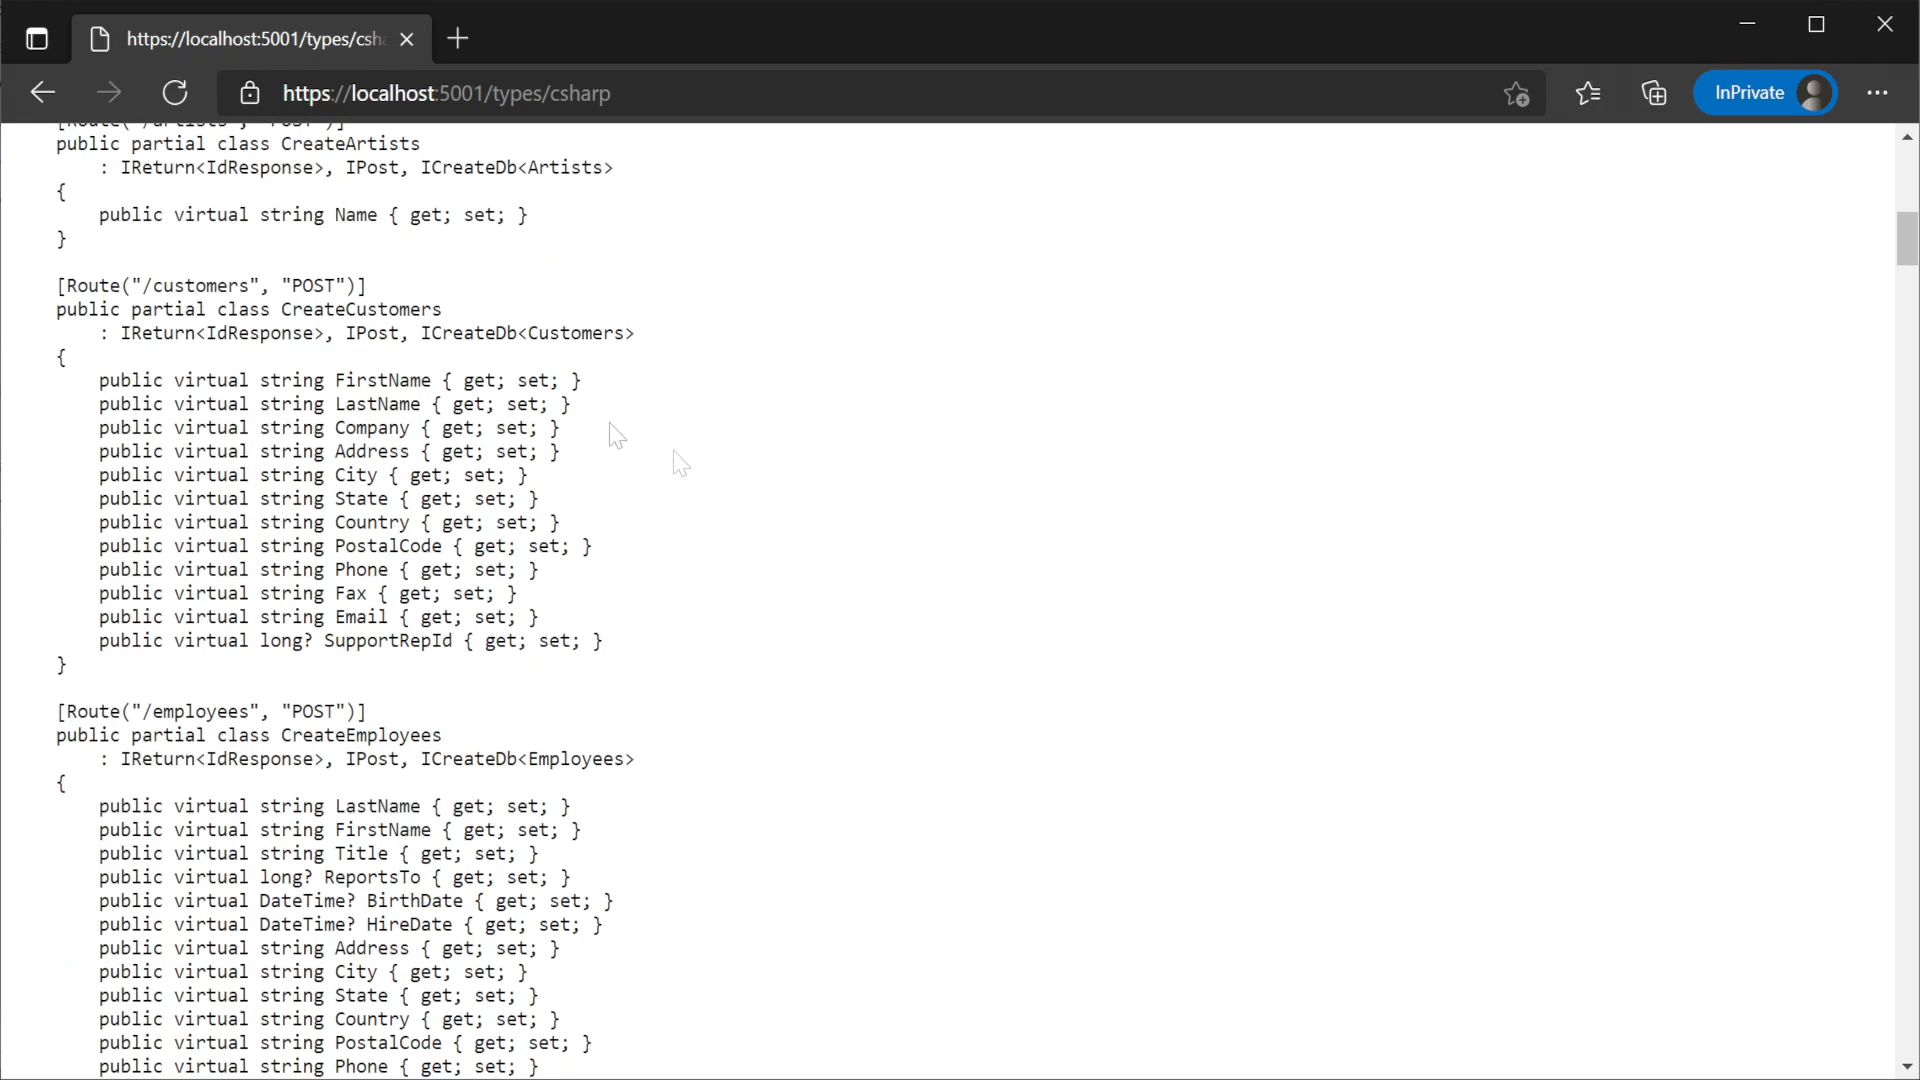 https://localhost:5001/types/csh
https://localhost:5001/types/csharp
InPrivate
[Route("/artists", "POST")]
public partial class CreateArtists
    : IReturn<IdResponse>, IPost, ICreateDb<Artists>
{
    public virtual string Name { get; set; }
}
[Route("/customers", "POST")]
public partial class CreateCustomers
    : IReturn<IdResponse>, IPost, ICreateDb<Customers>
{
    public virtual string FirstName { get; set; }
    public virtual string LastName { get; set; }
    public virtual string Company { get; set; }
    public virtual string Address { get; set; }
    public virtual string City { get; set; }
    public virtual string State { get; set; }
    public virtual string Country { get; set; }
    public virtual string PostalCode { get; set; }
    public virtual string Phone { get; set; }
    public virtual string Fax { get; set; }
    public virtual string Email { get; set; }
    public virtual long? SupportRepId { get; set; }
}
[Route("/employees", "POST")]
public partial class CreateEmployees
    : IReturn<IdResponse>, IPost, ICreateDb<Employees>
{
    public virtual string LastName { get; set; }
    public virtual string FirstName { get; set; }
    public virtual string Title { get; set; }
    public virtual long? ReportsTo { get; set; }
    public virtual DateTime? BirthDate { get; set; }
    public virtual DateTime? HireDate { get; set; }
    public virtual string Address { get; set; }
    public virtual string City { get; set; }
    public virtual string State { get; set; }
    public virtual string Country { get; set; }
    public virtual string PostalCode { get; set; }
    public virtual string Phone { get; set; }